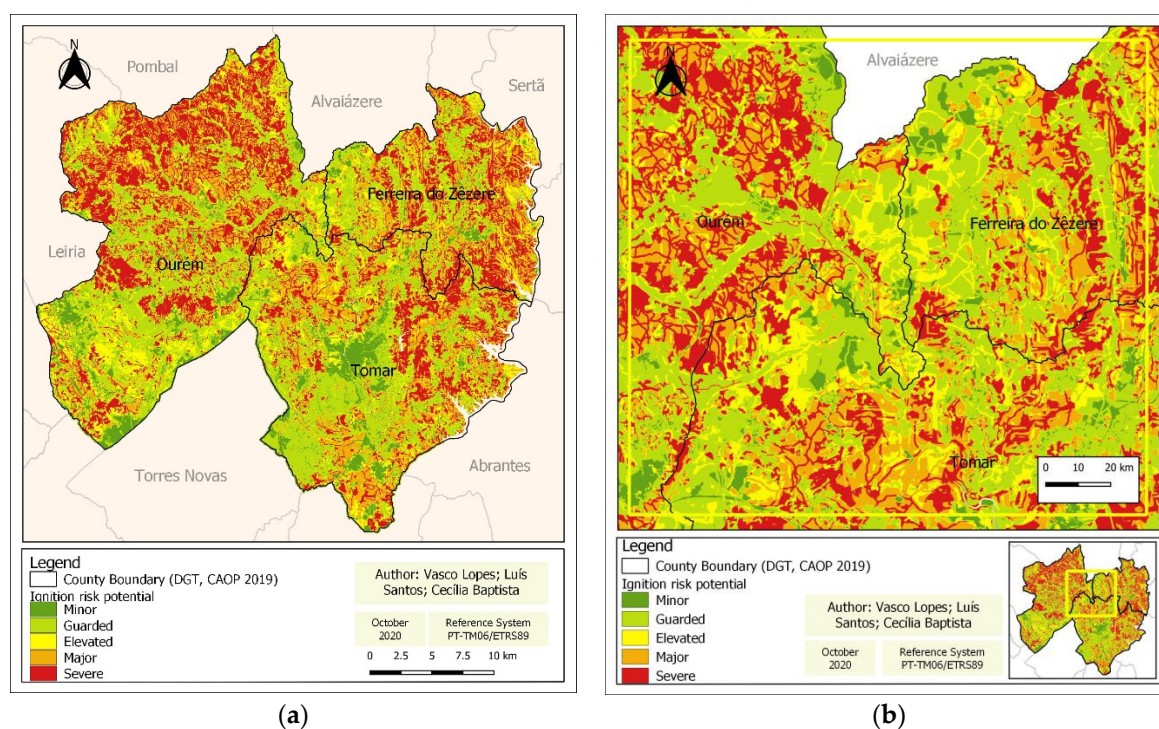 N
Pombal
Alvaiázere
Sertã
Ferreira do Zêzere
Leiria
Ourém
Tomar
Torres Novas
Abrantes
Legend
County Boundary (DGT, CAOP 2019)
Ignition risk potential
Minor
Guarded
Elevated
Major
Severe
Author: Vasco Lopes; Luís
Santos; Cecília Baptista
October
2020
Reference System
PT-TM06/ETRS89
0 2.5 5 7.5 10 km
(a)
N
Alvaiázere
Ourém
Ferreira do Zêzere
Tomar
0 10 20 km
Legend
County Boundary (DGT, CAOP 2019)
Ignition risk potential
Minor
Guarded
Elevated
Major
Severe
Author: Vasco Lopes; Luís
Santos; Cecília Baptista
October
2020
Reference System
PT-TM06/ETRS89
(b)